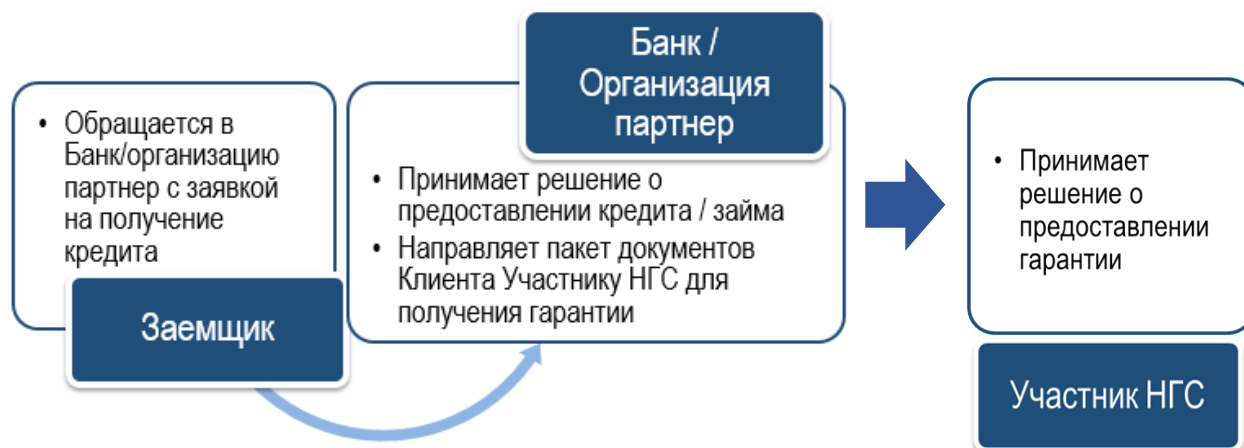 • Обращается в
Банк/организацию
партнер с заявкой
на получение
кредита
Заемщик
Банк /
Организация
партнер
• Принимает решение о
предоставлении кредита / займа
• Направляет пакет документов
Клиента Участнику НГС для
получения гарантии
• Принимает
решение о
предоставлении
гарантии
Участник НГС